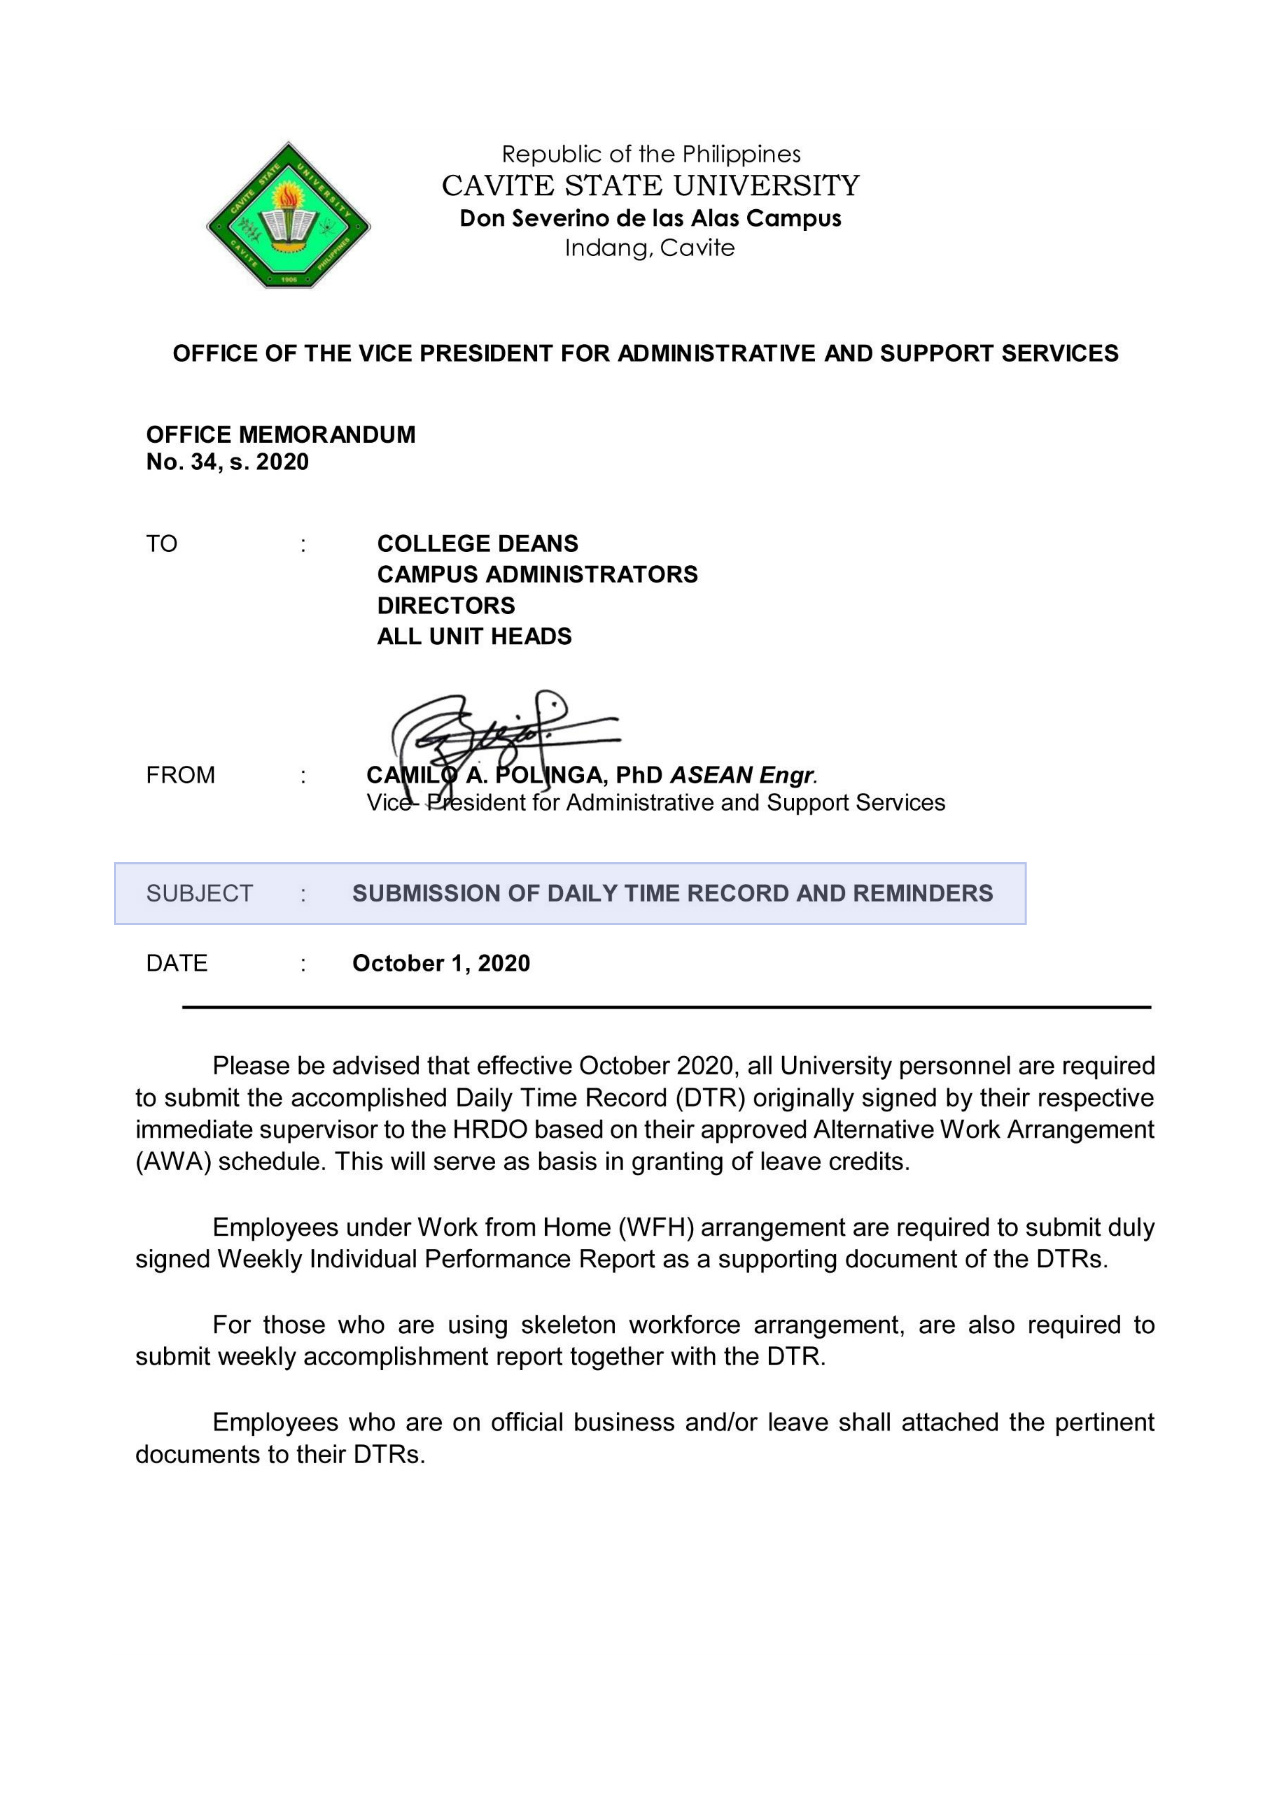 Republic of the Philippines
CAVITE STATE UNIVERSITY
Don Severino de las Alas Campus
Indang, Cavite
CAVITE STATE UNIVERSITY
CAVITE
PHILIPPINES
1906
OFFICE OF THE VICE PRESIDENT FOR ADMINISTRATIVE AND SUPPORT SERVICES
OFFICE MEMORANDUM
No. 34, s. 2020
TO : COLLEGE DEANS
CAMPUS ADMINISTRATORS
DIRECTORS
ALL UNIT HEADS
FROM : CAMILO A. POLINGA, PhD ASEAN Engr.
Vice- President for Administrative and Support Services
SUBJECT : SUBMISSION OF DAILY TIME RECORD AND REMINDERS
DATE : October 1, 2020
Please be advised that effective October 2020, all University personnel are required
to submit the accomplished Daily Time Record (DTR) originally signed by their respective
immediate supervisor to the HRDO based on their approved Alternative Work Arrangement
(AWA) schedule. This will serve as basis in granting of leave credits.
Employees under Work from Home (WFH) arrangement are required to submit duly
signed Weekly Individual Performance Report as a supporting document of the DTRs.
For those who are using skeleton workforce arrangement, are also required to
submit weekly accomplishment report together with the DTR.
Employees who are on official business and/or leave shall attached the pertinent
documents to their DTRs.